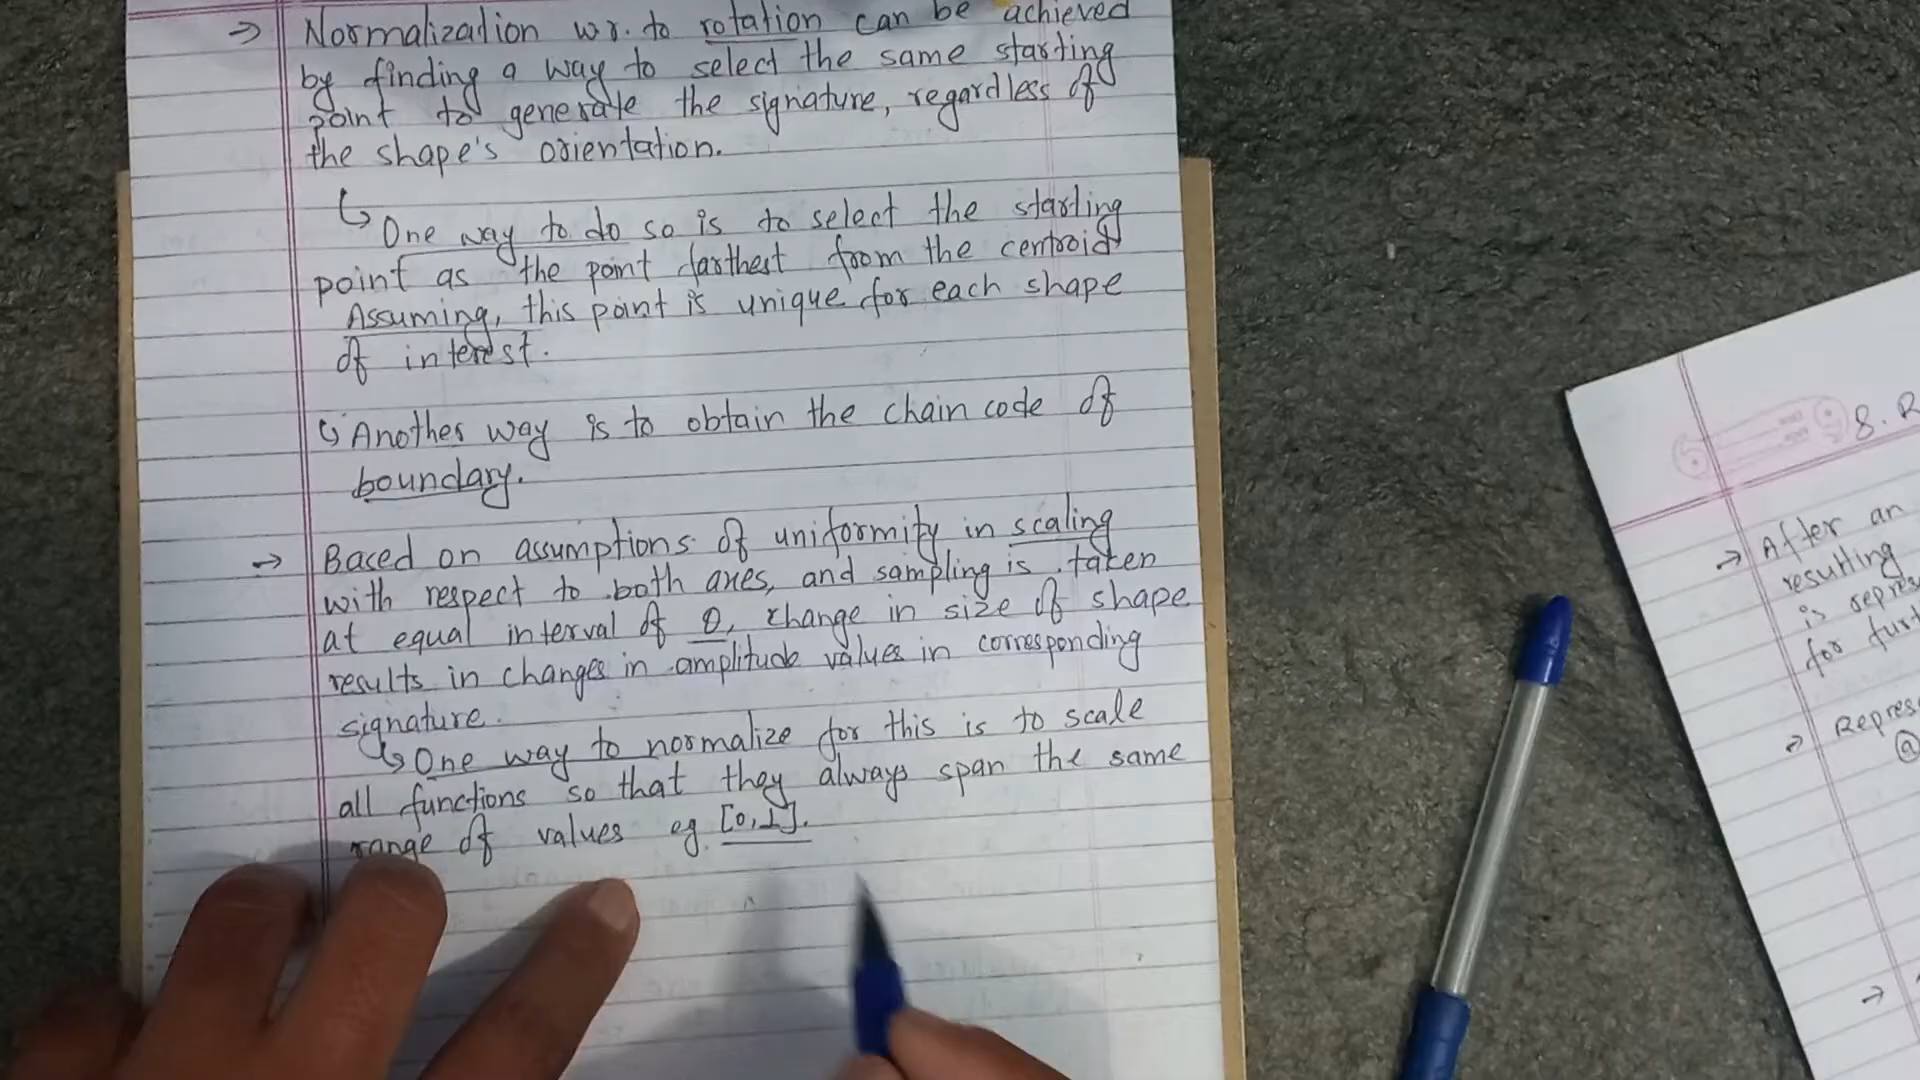 → Normalization w.r. to rotation can be achieved
by finding a way to select the same starting
point to generate the signature, regardless of
the shape's orientation.
↳ One way to do so is to select the starting
point as the point farthest from the centroid
Assuming, this point is unique for each shape
of interest.
↳ Another way is to obtain the chain code of
boundary.
→ Based on assumptions of uniformity in scaling
with respect to both axes, and sampling is taken
at equal interval of θ, change in size of shape
results in changes in amplitude values in corresponding
signature.
↳ One way to normalize for this is to scale
all functions so that they always span the same
range of values eg. [0,1].
8. R
→ After an
resulting
is repres
for furt
→ Repres
@
→